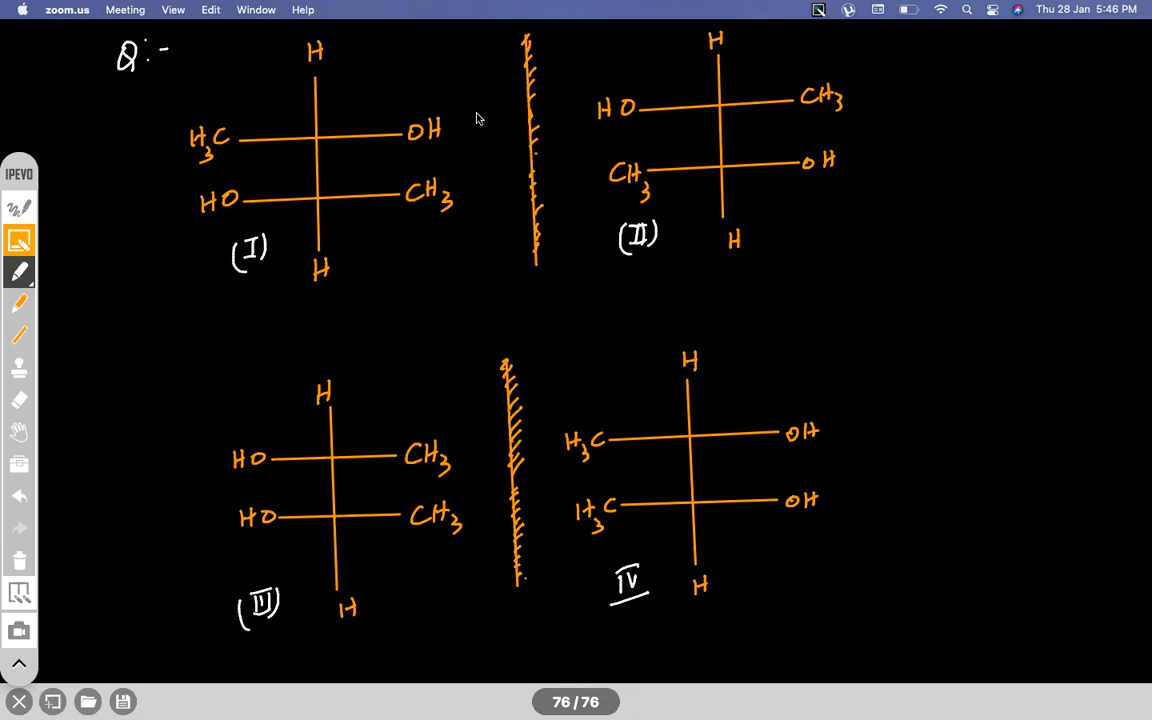 zoom.us Meeting View Edit Window Help Thu 28 Jan 5:46 PM
Q:-
H H
H3C OH HO CH3
HO CH3 CH3 OH
(I) (II)
H H
IPEVO
H H
HO CH3 H3C OH
HO CH3 H3C OH
(III) IV
H H
76 / 76